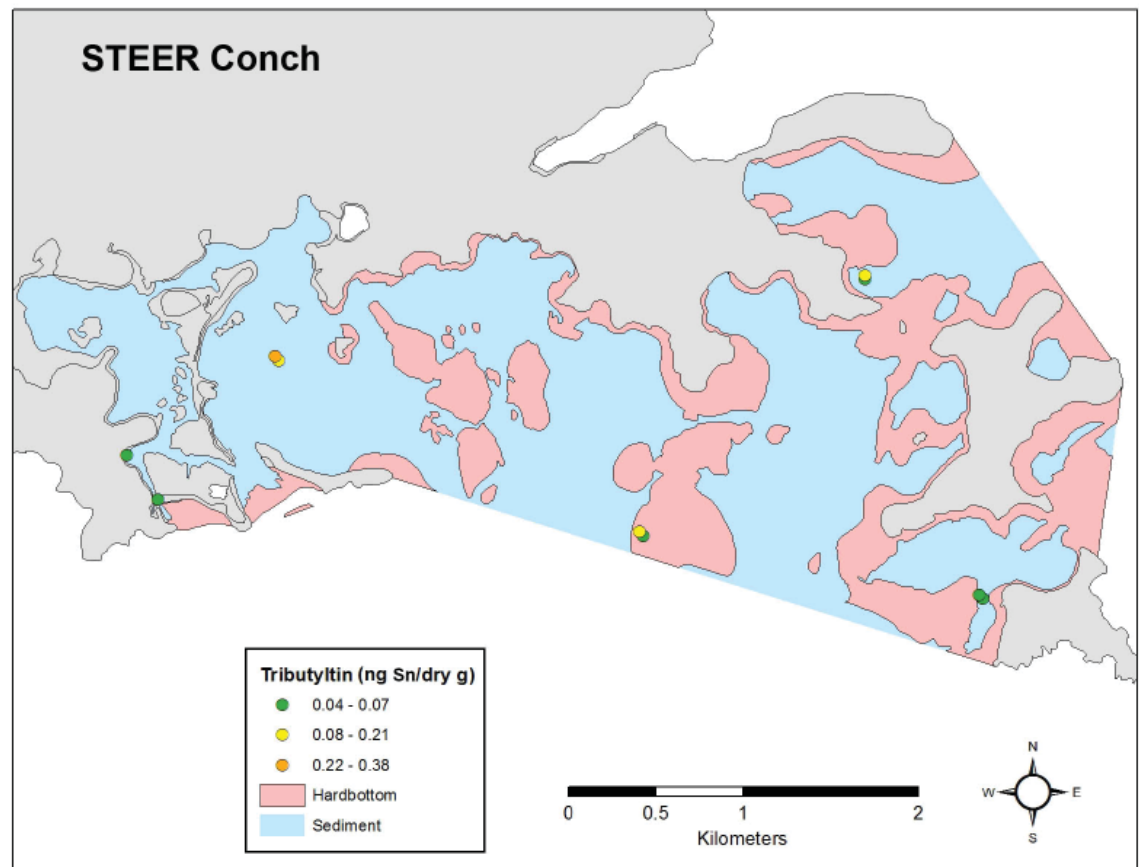 STEER Conch
Tributyltin (ng Sn/dry g)
0.04 - 0.07
0.08 - 0.21
0.22 - 0.38
Hardbottom
Sediment
0 0.5 1 2
Kilometers
N
W E
S